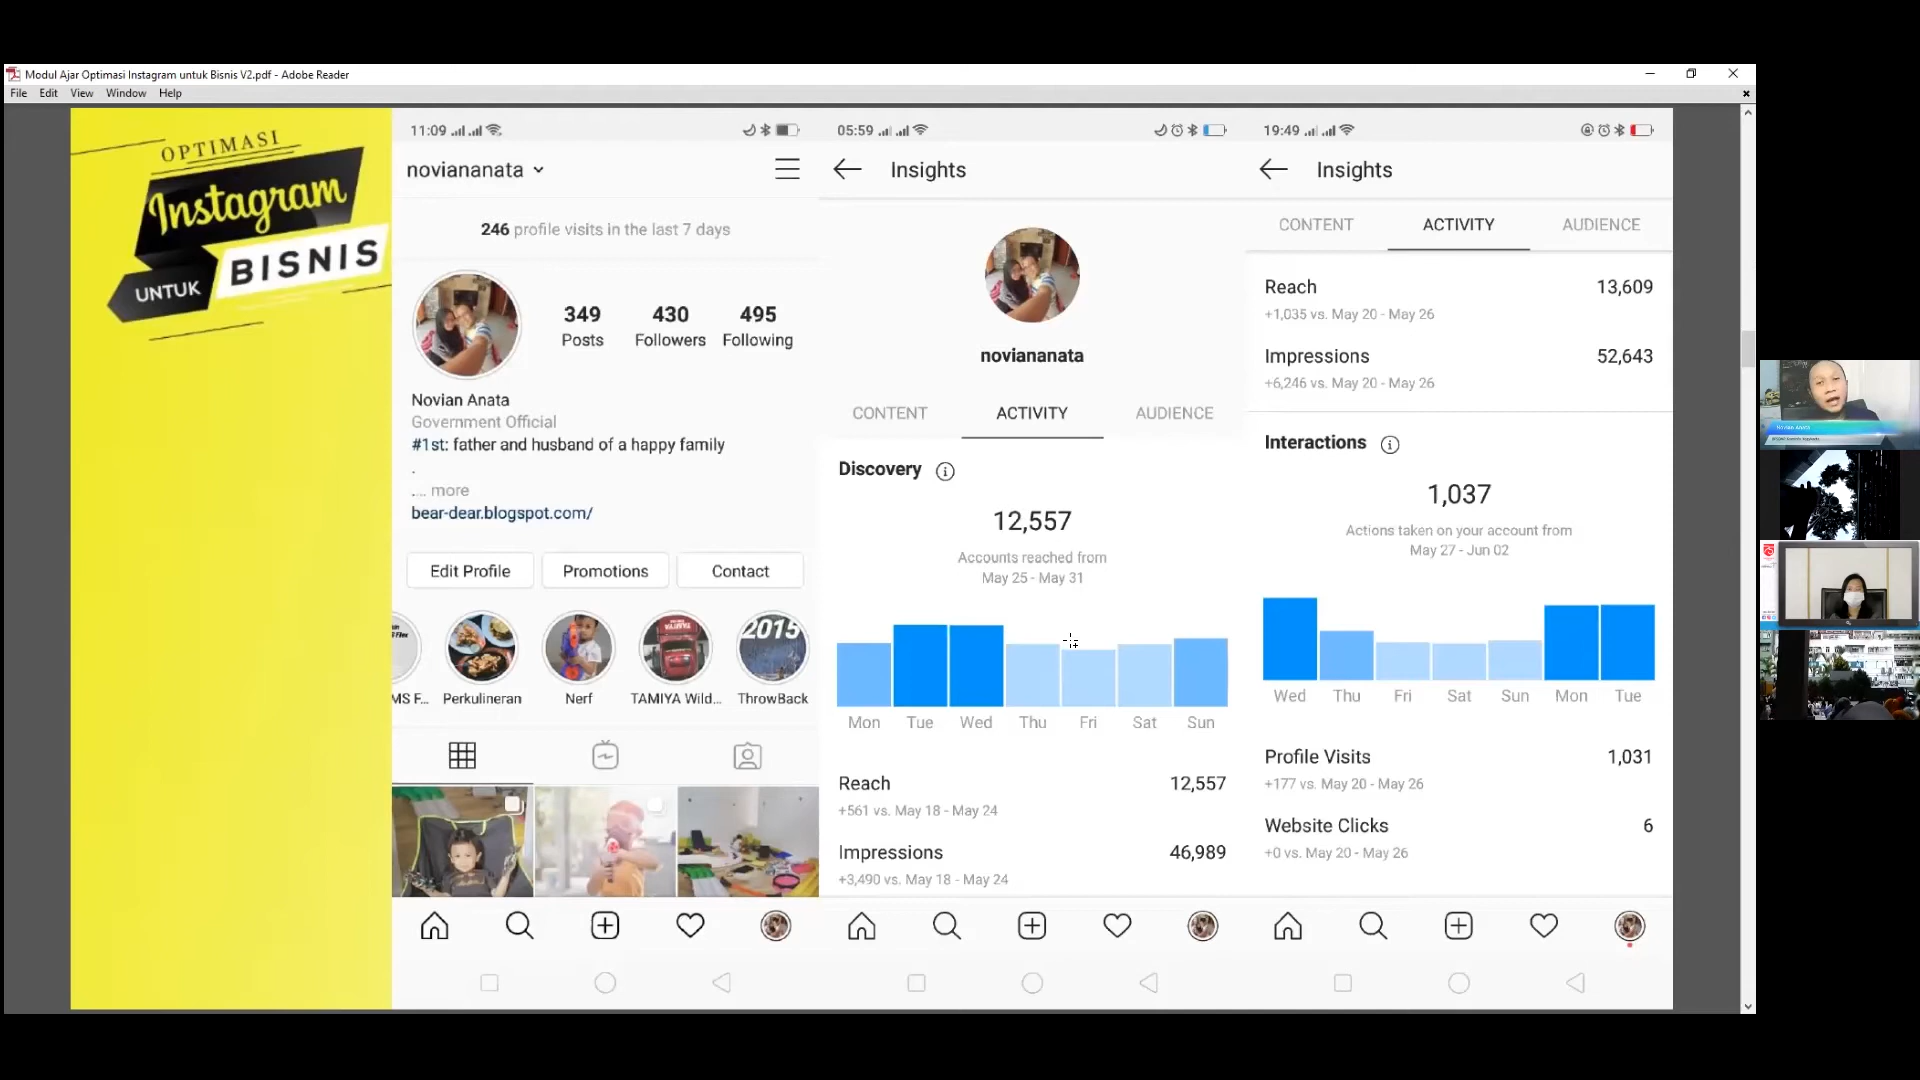 Modul Ajar Optimasi Instagram untuk Bisnis V2.pdf - Adobe Reader
File Edit View Window Help
OPTIMASI
Instagram
UNTUK BISNIS
11:09
noviananata
246 profile visits in the last 7 days
349 430 495
Posts Followers Following
Novian Anata
Government Official
#1st: father and husband of a happy family
.
.... more
bear-dear.blogspot.com/
Edit Profile Promotions Contact
MS F... Perkulineran Nerf TAMIYA Wild... ThrowBack
2015
05:59
Insights
noviananata
CONTENT ACTIVITY AUDIENCE
Discovery
12,557
Accounts reached from
May 25 - May 31
Mon Tue Wed Thu Fri Sat Sun
Reach 12,557
+561 vs. May 18 - May 24
Impressions 46,989
+3,490 vs. May 18 - May 24
19:49
Insights
CONTENT ACTIVITY AUDIENCE
Reach 13,609
+1,035 vs. May 20 - May 26
Impressions 52,643
+6,246 vs. May 20 - May 26
Interactions
1,037
Actions taken on your account from
May 27 - Jun 02
Wed Thu Fri Sat Sun Mon Tue
Profile Visits 1,031
+177 vs. May 20 - May 26
Website Clicks 6
+0 vs. May 20 - May 26
Novian Anata